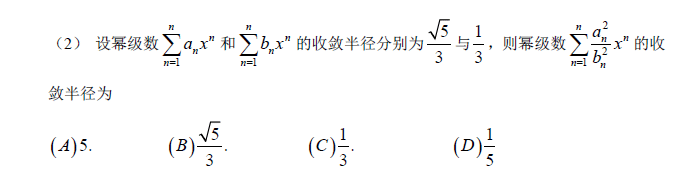 （2） 设幂级数 $\sum_{n=1}^{n} a_n x^n$ 和 $\sum_{n=1}^{n} b_n x^n$ 的收敛半径分别为 $\frac{\sqrt{5}}{3}$ 与 $\frac{1}{3}$，则幂级数 $\sum_{n=1}^{n} \frac{a_n^2}{b_n^2} x^n$ 的收
敛半径为
(A)5. (B)$\frac{\sqrt{5}}{3}$. (C)$\frac{1}{3}$. (D)$\frac{1}{5}$